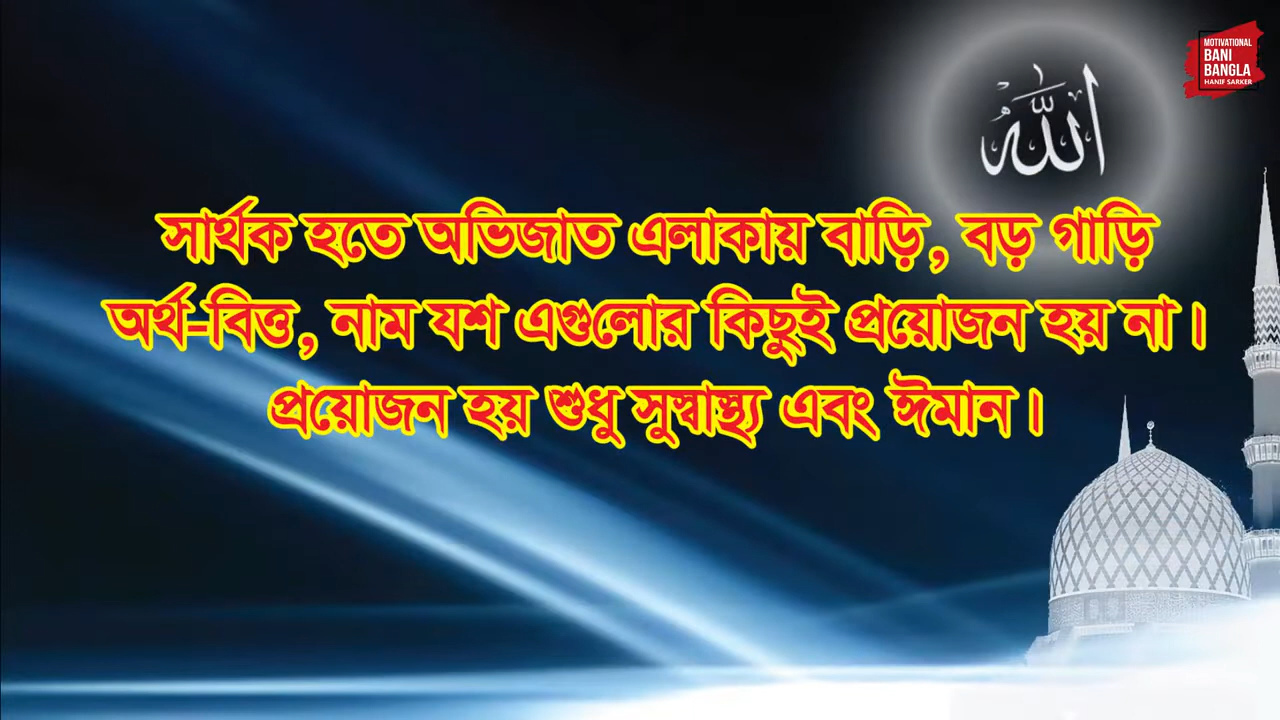 الله
MOTIVATIONAL
BANI
BANGLA
HANIF SARKER
সার্থক হতে অভিজাত এলাকায় বাড়ি, বড় গাড়ি
অর্থ-বিত্ত, নাম যশ এগুলোর কিছুই প্রয়োজন হয় না।
প্রয়োজন হয় শুধু সুস্বাস্থ্য এবং ঈমান।